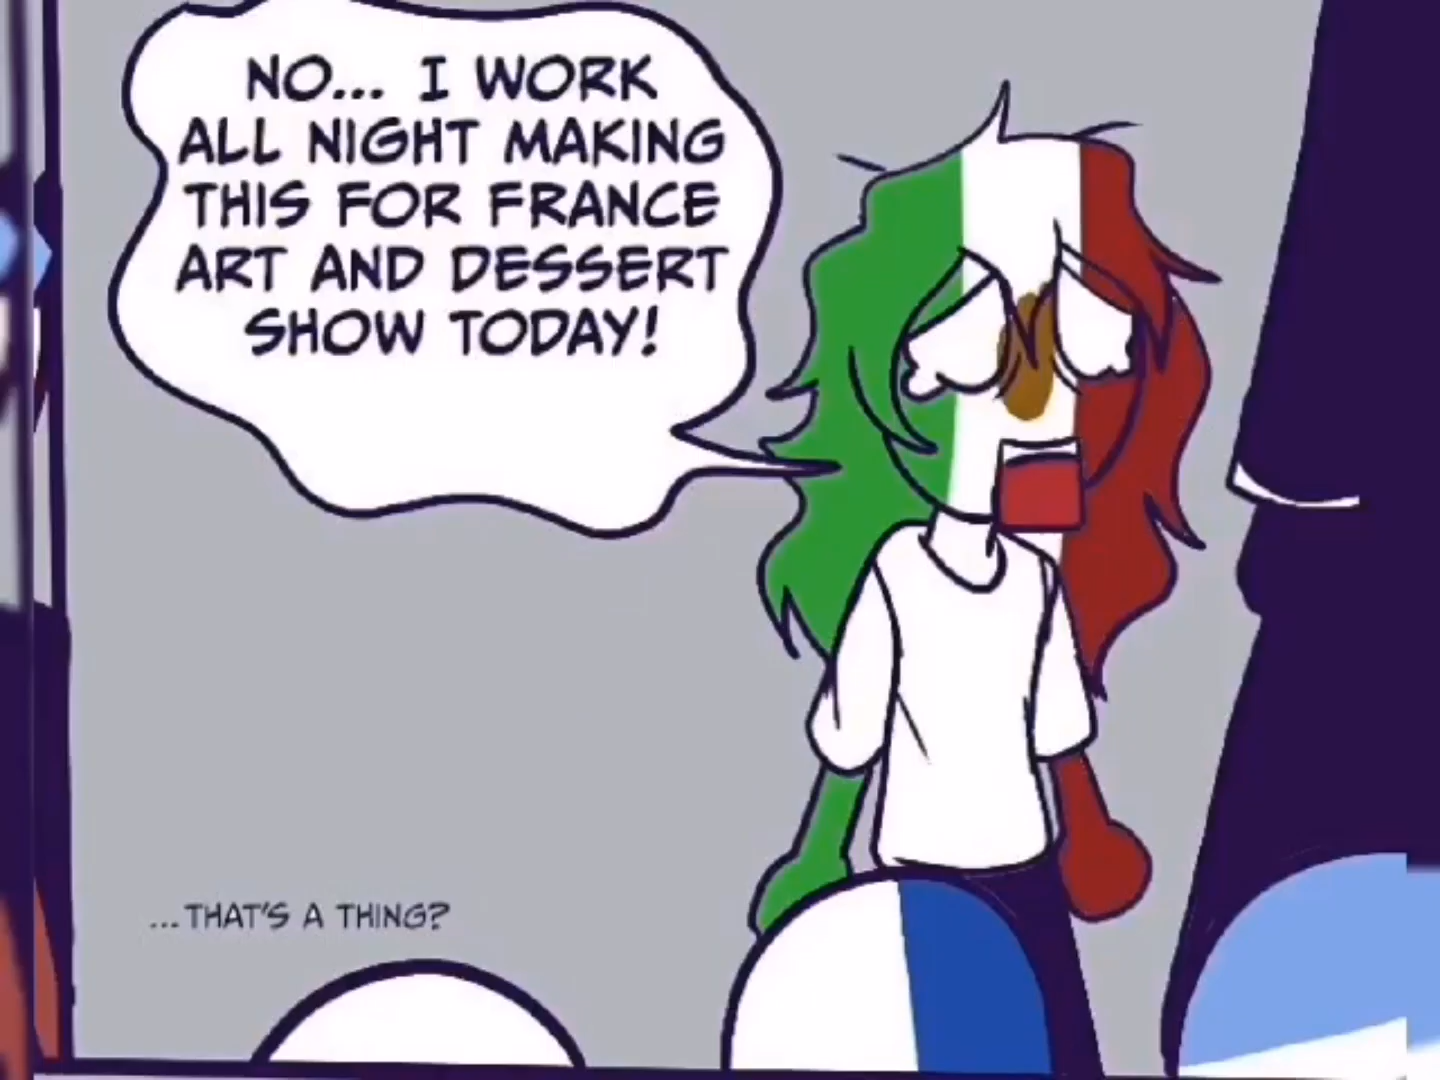 NO... I WORK
ALL NIGHT MAKING
THIS FOR FRANCE
ART AND DESSERT
SHOW TODAY!
...THAT'S A THING?